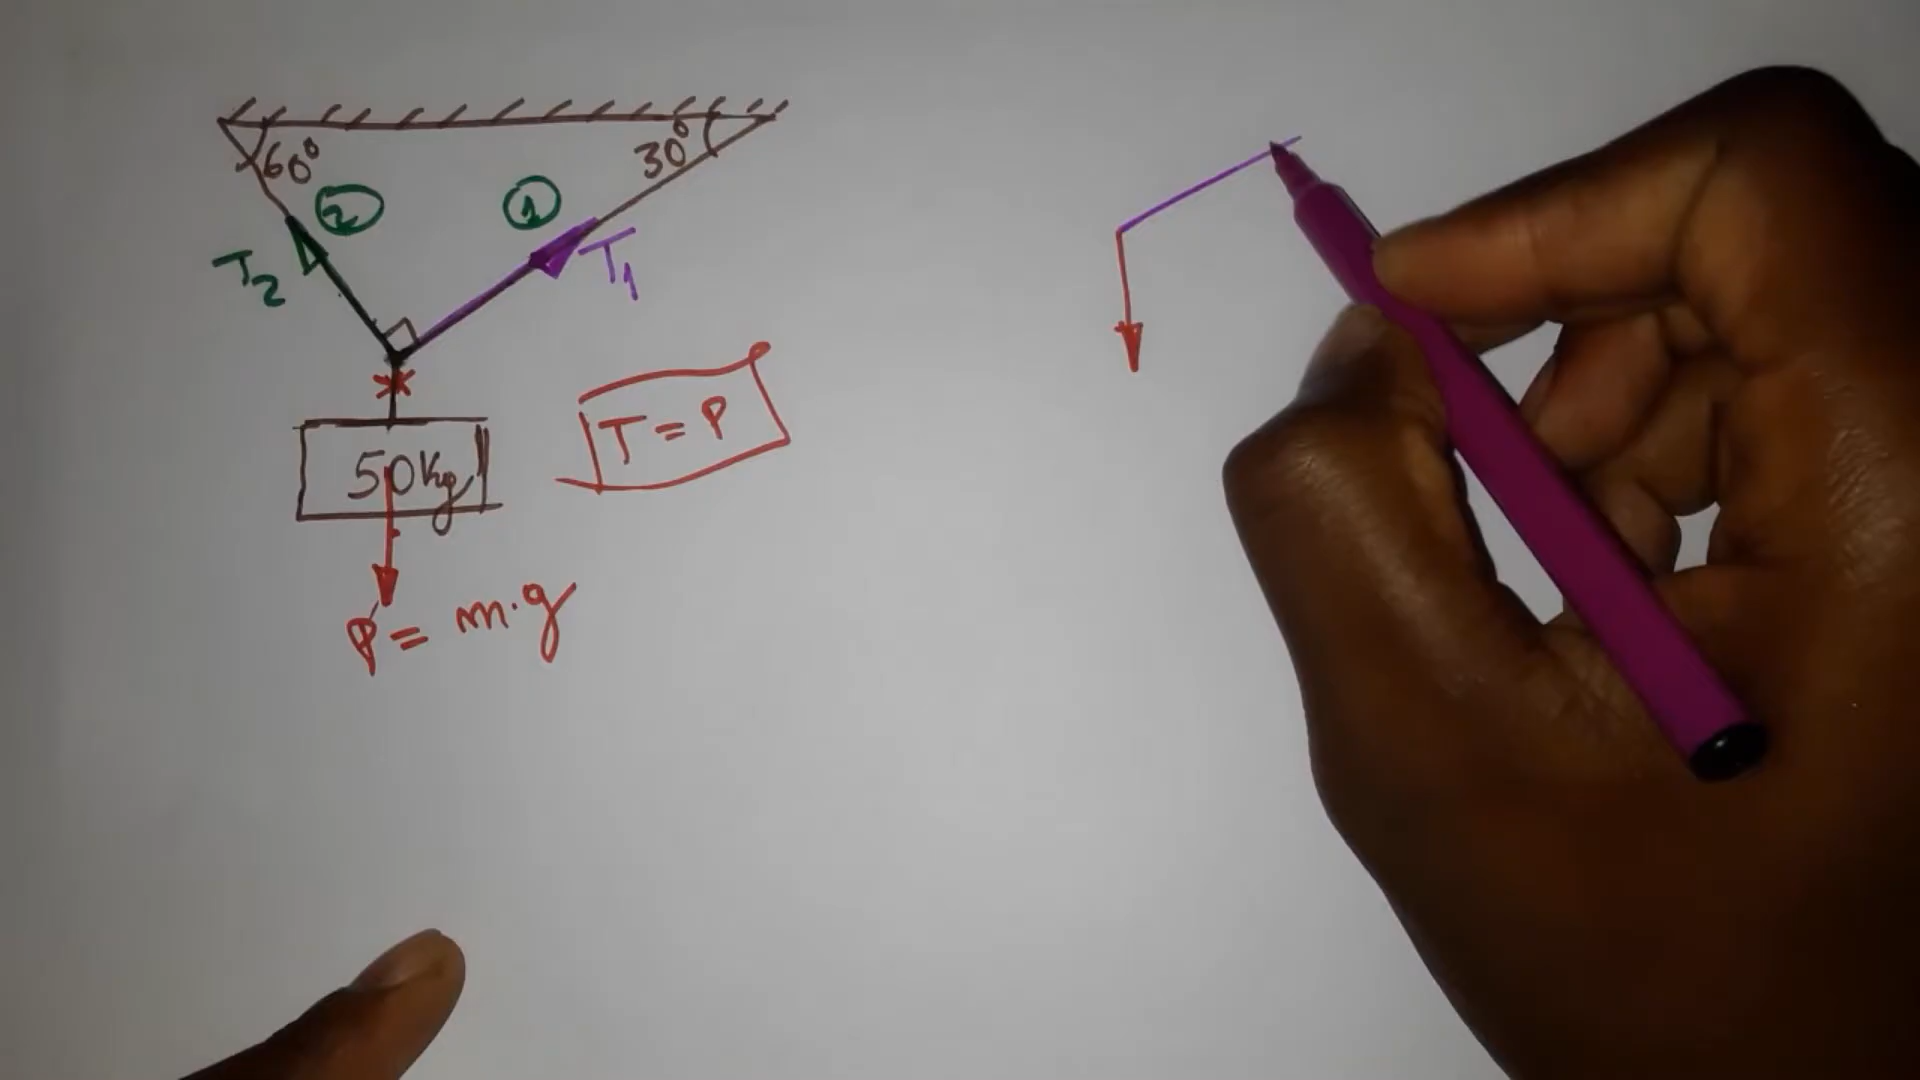 60° 30°
2 1
T2 T1
T = P
50Kg
P = m.g